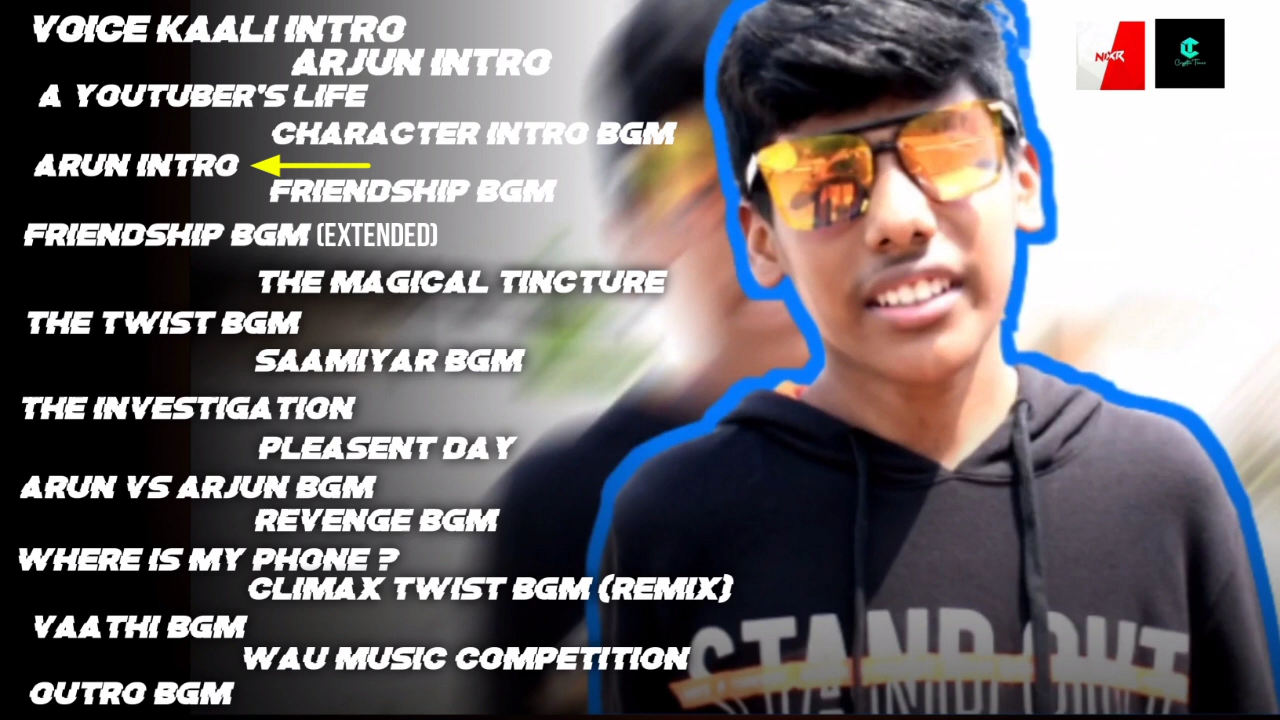 VOICE KAALI INTRO
ARJUN INTRO
A YOUTUBER'S LIFE
CHARACTER INTRO BGM
ARUN INTRO
FRIENDSHIP BGM
FRIENDSHIP BGM (EXTENDED)
THE MAGICAL TINCTURE
THE TWIST BGM
SAAMIYAR BGM
THE INVESTIGATION
PLEASENT DAY
ARUN VS ARJUN BGM
REVENGE BGM
WHERE IS MY PHONE ?
CLIMAX TWIST BGM (REMIX)
VAATHI BGM
WAU MUSIC COMPETITION
OUTRO BGM
NIXR
STAND OUT